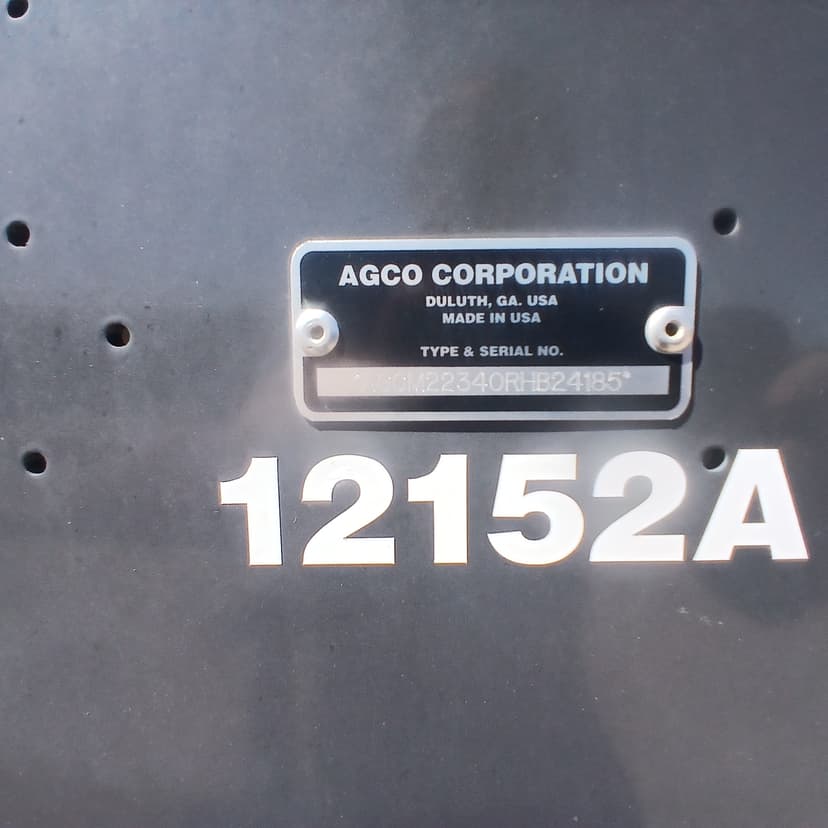 AGCO CORPORATION
DULUTH, GA. USA
MADE IN USA
TYPE & SERIAL NO.
12152A